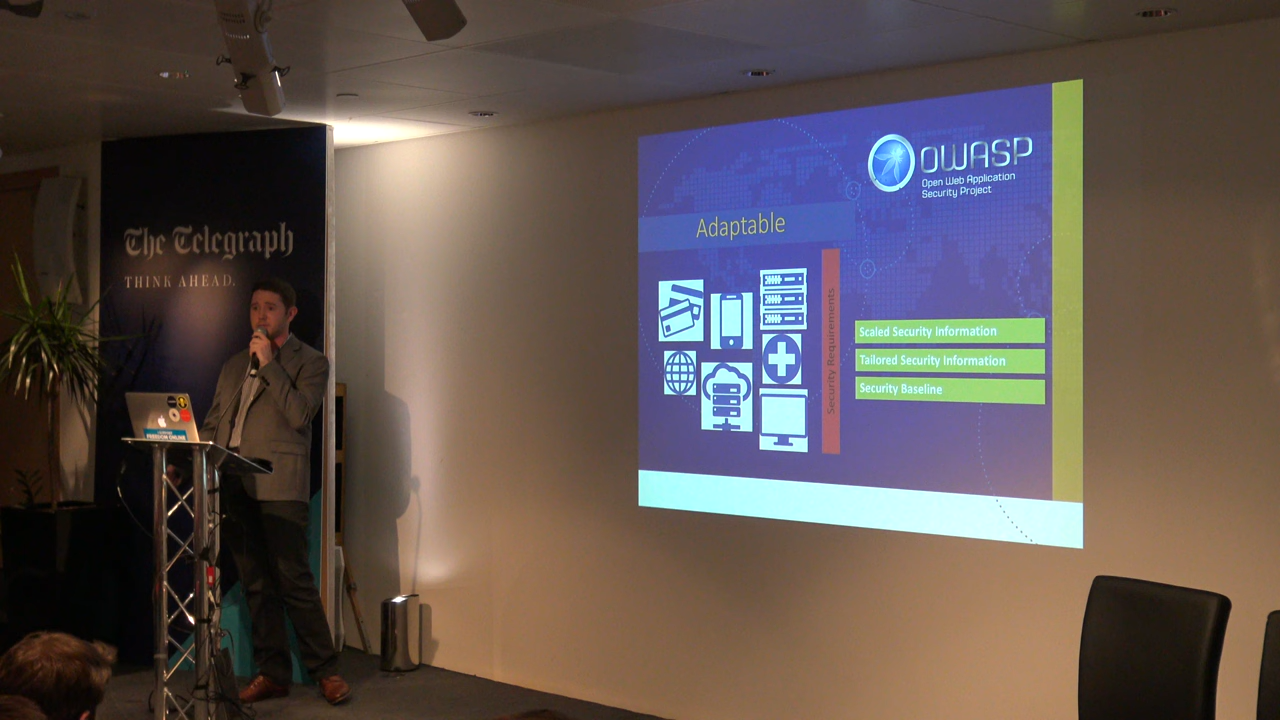 The Telegraph
THINK AHEAD.
FREEDOM ONLINE
OWASP
Open Web Application
Security Project
Adaptable
Security Requirements
Scaled Security Information
Tailored Security Information
Security Baseline